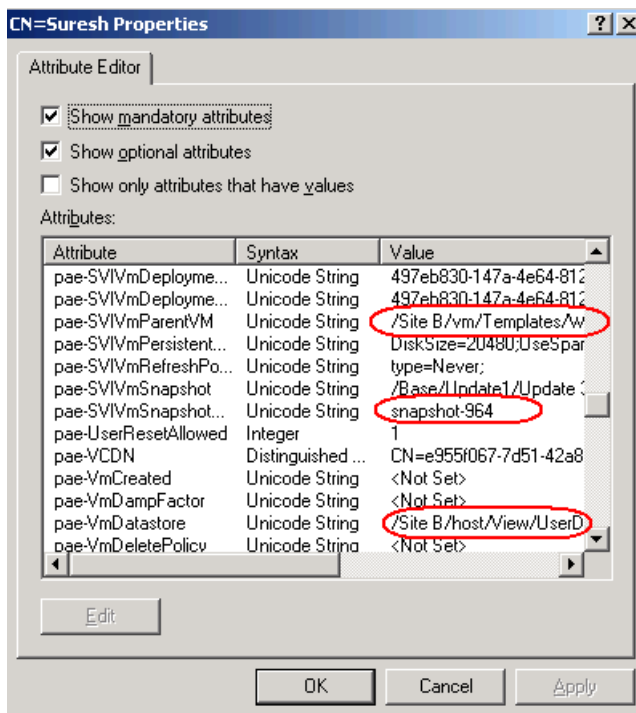 CN=Suresh Properties
Attribute Editor
Show mandatory attributes
Show optional attributes
Show only attributes that have values
Attributes:
Attribute Syntax Value
pae-SVIVmDeployme... Unicode String 497eb830-147a-4e64-812
pae-SVIVmDeployme... Unicode String 497eb830-147a-4e64-812
pae-SVIVmParentVM Unicode String /Site B/vm/Templates/w
pae-SVIVmPersistent... Unicode String DiskSize=20480;UseSpar
pae-SVIVmRefreshPo... Unicode String type=Never;
pae-SVIVmSnapshot Unicode String /Base/Update1/Update
pae-SVIVmSnapshot... Unicode String snapshot-964
pae-UserResetAllowed Integer 1
pae-VCDN Distinguished ... CN=e955f067-7d51-42a8
pae-VmCreated Unicode String <Not Set>
pae-VmDampFactor Unicode String <Not Set>
pae-VmDatastore Unicode String /Site B/host/View/UserD
pae-VmDeletePolicy Unicode String <Not Set>
Edit
OK Cancel Apply